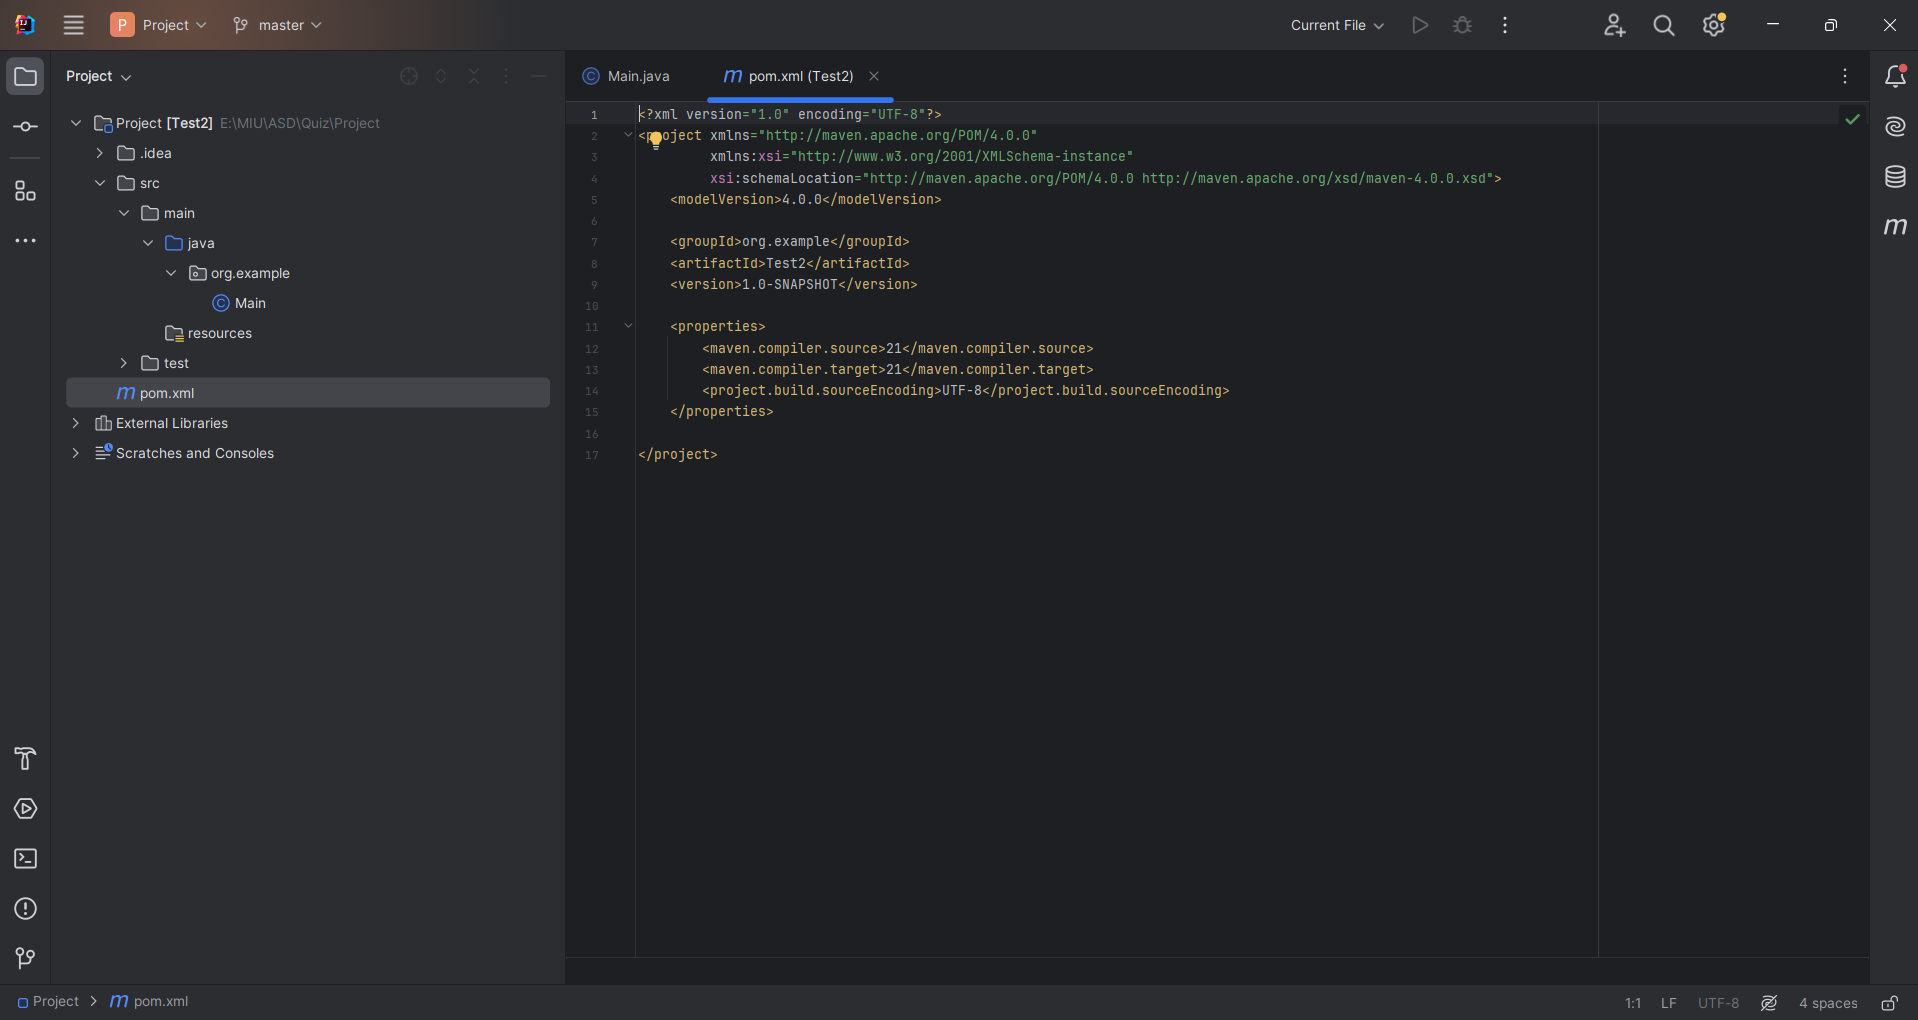 P Project master Current File
Project
Main.java
pom.xml (Test2)
Project [Test2] E:\MIU\ASD\Quiz\Project
.idea
src
main
java
org.example
Main
resources
test
pom.xml
External Libraries
Scratches and Consoles
1 <?xml version="1.0" encoding="UTF-8"?>
2 <project xmlns="http://maven.apache.org/POM/4.0.0"
3 xmlns:xsi="http://www.w3.org/2001/XMLSchema-instance"
4 xsi:schemaLocation="http://maven.apache.org/POM/4.0.0 http://maven.apache.org/xsd/maven-4.0.0.xsd">
5 <modelVersion>4.0.0</modelVersion>
6
7 <groupId>org.example</groupId>
8 <artifactId>Test2</artifactId>
9 <version>1.0-SNAPSHOT</version>
10
11 <properties>
12 <maven.compiler.source>21</maven.compiler.source>
13 <maven.compiler.target>21</maven.compiler.target>
14 <project.build.sourceEncoding>UTF-8</project.build.sourceEncoding>
15 </properties>
16
17 </project>
Project > m pom.xml
1:1 LF UTF-8 4 spaces